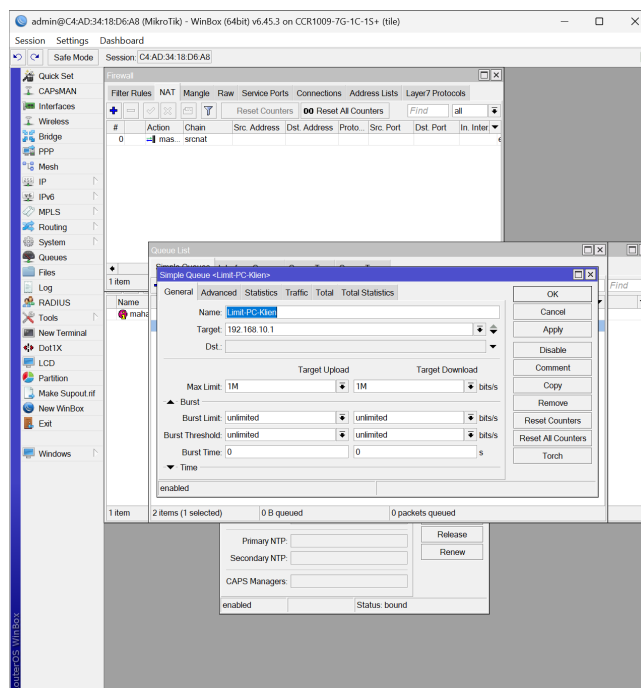 admin@C4:AD:34:18:D6:A8 (MikroTik) - WinBox (64bit) v6.45.3 on CCR1009-7G-1C-1S+ (tile)
Session Settings Dashboard
Safe Mode Session: C4:AD:34:18:D6:A8
Quick Set
CAPsMAN
Interfaces
Wireless
Bridge
PPP
Mesh
IP
IPv6
MPLS
Routing
System
Queues
Files
Log
RADIUS
Tools
New Terminal
Dot1X
LCD
Partition
Make Supout.rif
New WinBox
Exit
Windows
RouterOS WinBox
Firewall
Filter Rules NAT Mangle Raw Service Ports Connections Address Lists Layer7 Protocols
Reset Counters 00 Reset All Counters Find all
# Action Chain Src. Address Dst. Address Proto... Src. Port Dst. Port In. Inter
0 mas... srcnat
1 item
Name
1 item
Find
Queue List
Simple Queue <Limit-PC-Klien>
General Advanced Statistics Traffic Total Total Statistics
Name: Limit-PC-Klien
Target: 192.168.10.1
Dst.:
Target Upload Target Download
Max Limit: 1M 1M bits/s
Burst
Burst Limit: unlimited unlimited bits/s
Burst Threshold: unlimited unlimited bits/s
Burst Time: 0 0 s
Time
enabled
OK
Cancel
Apply
Disable
Comment
Copy
Remove
Reset Counters
Reset All Counters
Torch
2 items (1 selected) 0 B queued 0 packets queued
Primary NTP:
Secondary NTP:
CAPS Managers:
Release
Renew
enabled Status: bound